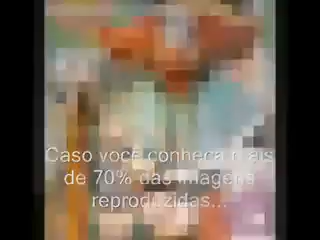 Caso você conheça mais
de 70% das imagens
reproduzidas...